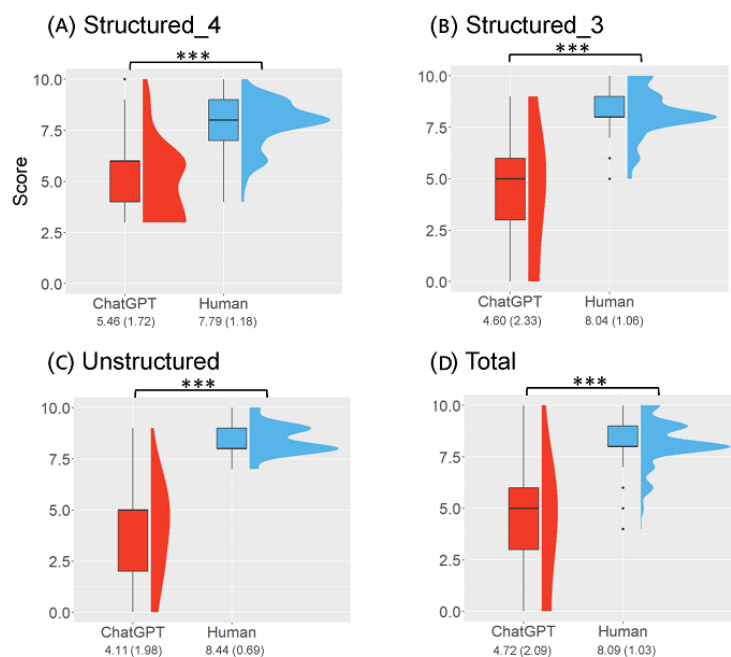 (A) Structured_4
***
10.0
7.5
5.0
2.5
0.0
Score
ChatGPT Human
5.46 (1.72) 7.79 (1.18)
(B) Structured_3
***
10.0
7.5
5.0
2.5
0.0
ChatGPT Human
4.60 (2.33) 8.04 (1.06)
(C) Unstructured
***
10.0
7.5
5.0
2.5
0.0
ChatGPT Human
4.11 (1.98) 8.44 (0.69)
(D) Total
***
10.0
7.5
5.0
2.5
0.0
ChatGPT Human
4.72 (2.09) 8.09 (1.03)